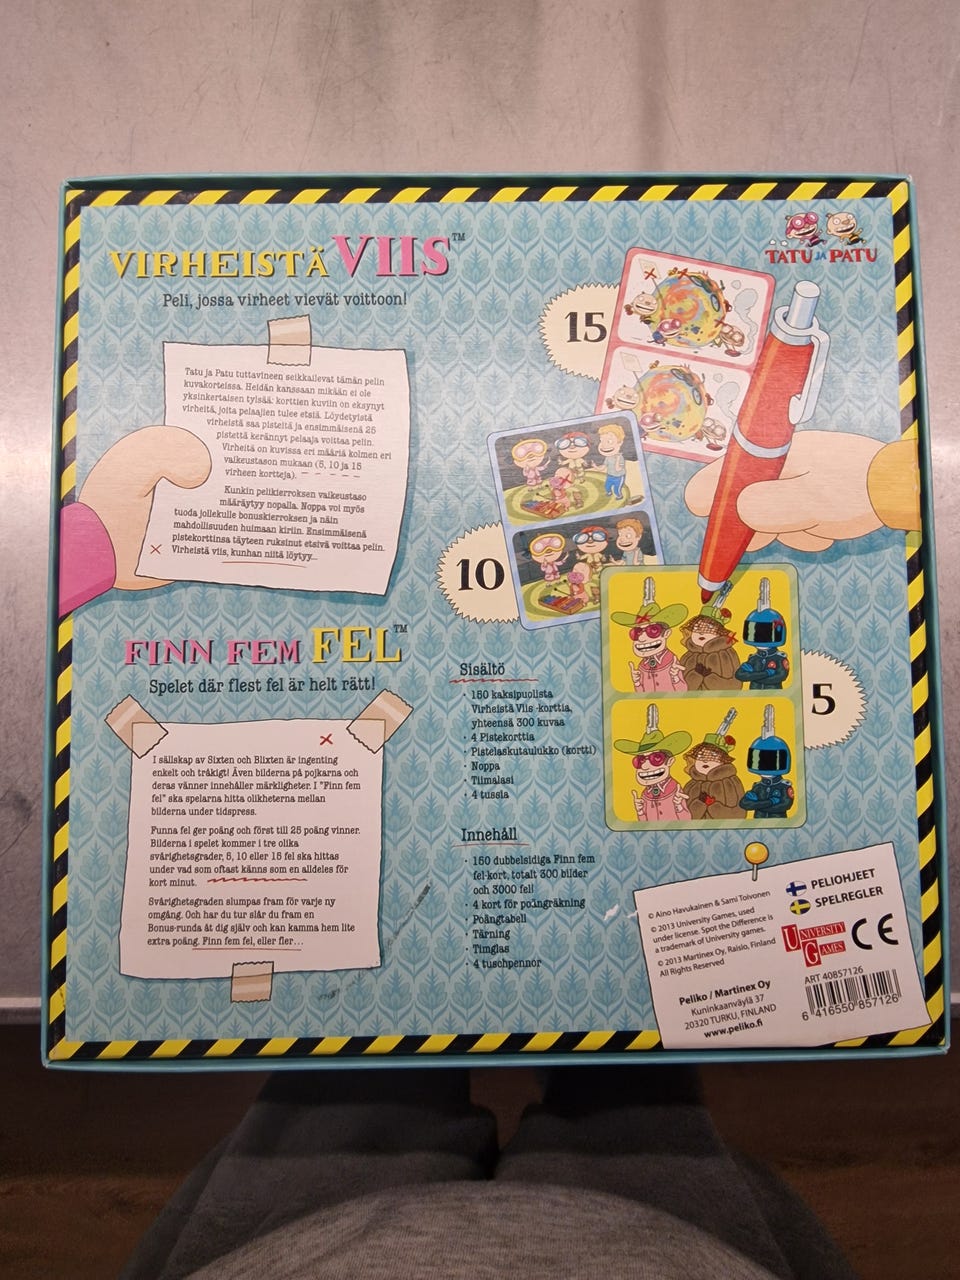 VIRHEISTÄ VIIS™
Peli, jossa virheet vievät voittoon!
Tatu ja Patu tuttavineen seikkailevat tämän pelin
kuvakorteissa. Heidän kanssaan mikään ei ole
yksinkertaisen tylsää: korttien kuviin on eksynyt
virheitä, joita pelaajien tulee etsiä. Löydetyistä
virheistä saa pisteitä ja ensimmäisenä 25
pistettä kerännyt pelaaja voittaa pelin.
Virheitä on kuvissa eri määriä kolmen eri
vaikeustason mukaan (5, 10 ja 15
virheen kortteja).
Kunkin pelikierroksen vaikeustaso
määräytyy nopalla. Noppa voi myös
tuoda jollekulle bonuskierroksen ja näin
mahdollisuuden huimaan kiriin. Ensimmäisenä
pistekorttinsa täyteen ruksinut etsivä voittaa pelin.
Virheistä viis, kunhan niitä löytyy...
TATU JA PATU
15
10
5
FINN FEM FEL™
Spelet där flest fel är helt rätt!
I sällskap av Sixten och Blixten är ingenting
enkelt och tråkigt! Även bilderna på pojkarna och
deras vänner innehåller märkligheter. I "Finn fem
fel" ska spelarna hitta olikheterna mellan
bilderna under tidspress.
Funna fel ger poäng och först till 25 poäng vinner.
Bilderna i spelet kommer i tre olika
svårighetsgrader, 5, 10 eller 15 fel ska hittas
under vad som oftast känns som en alldeles för
kort minut.
Svårighetsgraden slumpas fram för varje ny
omgång. Och har du tur slår du fram en
Bonus-runda åt dig själv och kan kamma hem lite
extra poäng. Finn fem fel, eller fler...
Sisältö
· 150 kaksipuolista
Virheistä Viis -korttia,
yhteensä 300 kuvaa
· 4 Pistekorttia
· Pistelaskutaulukko (kortti)
· Noppa
· Tiimalasi
· 4 tussia
Innehåll
· 150 dubbelsidiga Finn fem
fel-kort, totalt 300 bilder
och 3000 fel!
· 4 kort för poängräkning
· Poängtabell
· Tärning
· Timglas
· 4 tuschpennor
© Aino Havukainen & Sami Toivonen
© 2013 University Games, used
under license. Spot the Difference is
a trademark of University games.
© 2013 Martinex Oy, Raisio, Finland
All Rights Reserved
Peliko / Martinex Oy
Kuninkaanväylä 37
20320 TURKU, FINLAND
www.peliko.fi
PELIOHJEET
SPELREGLER
UNIVERSITY
GAMES
CE
ART 40857126
6 416550 857126